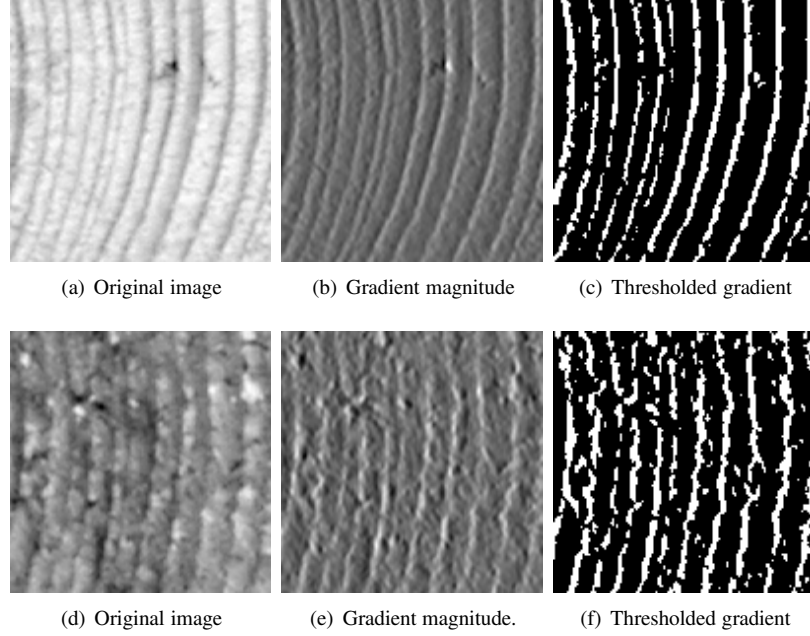 (a) Original image
(b) Gradient magnitude
(c) Thresholded gradient
(d) Original image
(e) Gradient magnitude.
(f) Thresholded gradient